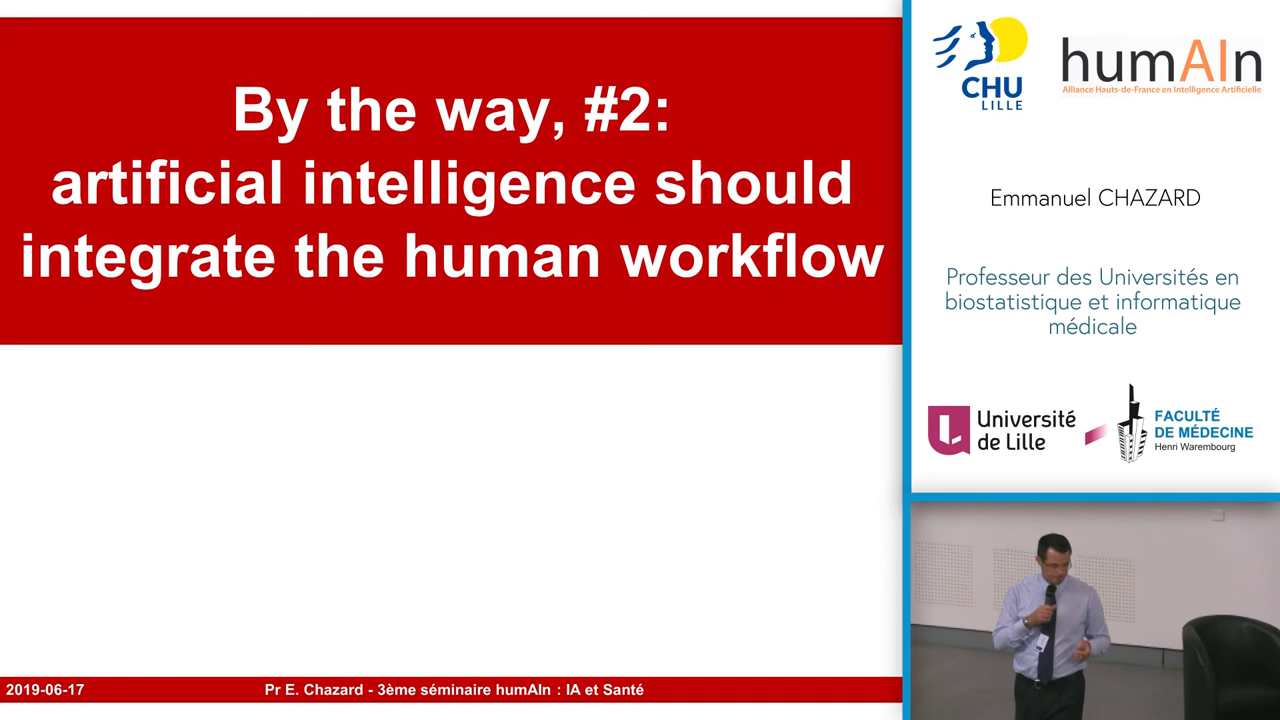 By the way, #2:
artificial intelligence should
integrate the human workflow
2019-06-17
Pr E. Chazard - 3ème séminaire humAIn : IA et Santé
CHU
LILLE
humAIn
Alliance Hauts-de-France en Intelligence Artificielle
Emmanuel CHAZARD
Professeur des Universités en
biostatistique et informatique
médicale
Université
de Lille
FACULTÉ
DE MÉDECINE
Henri Warembourg